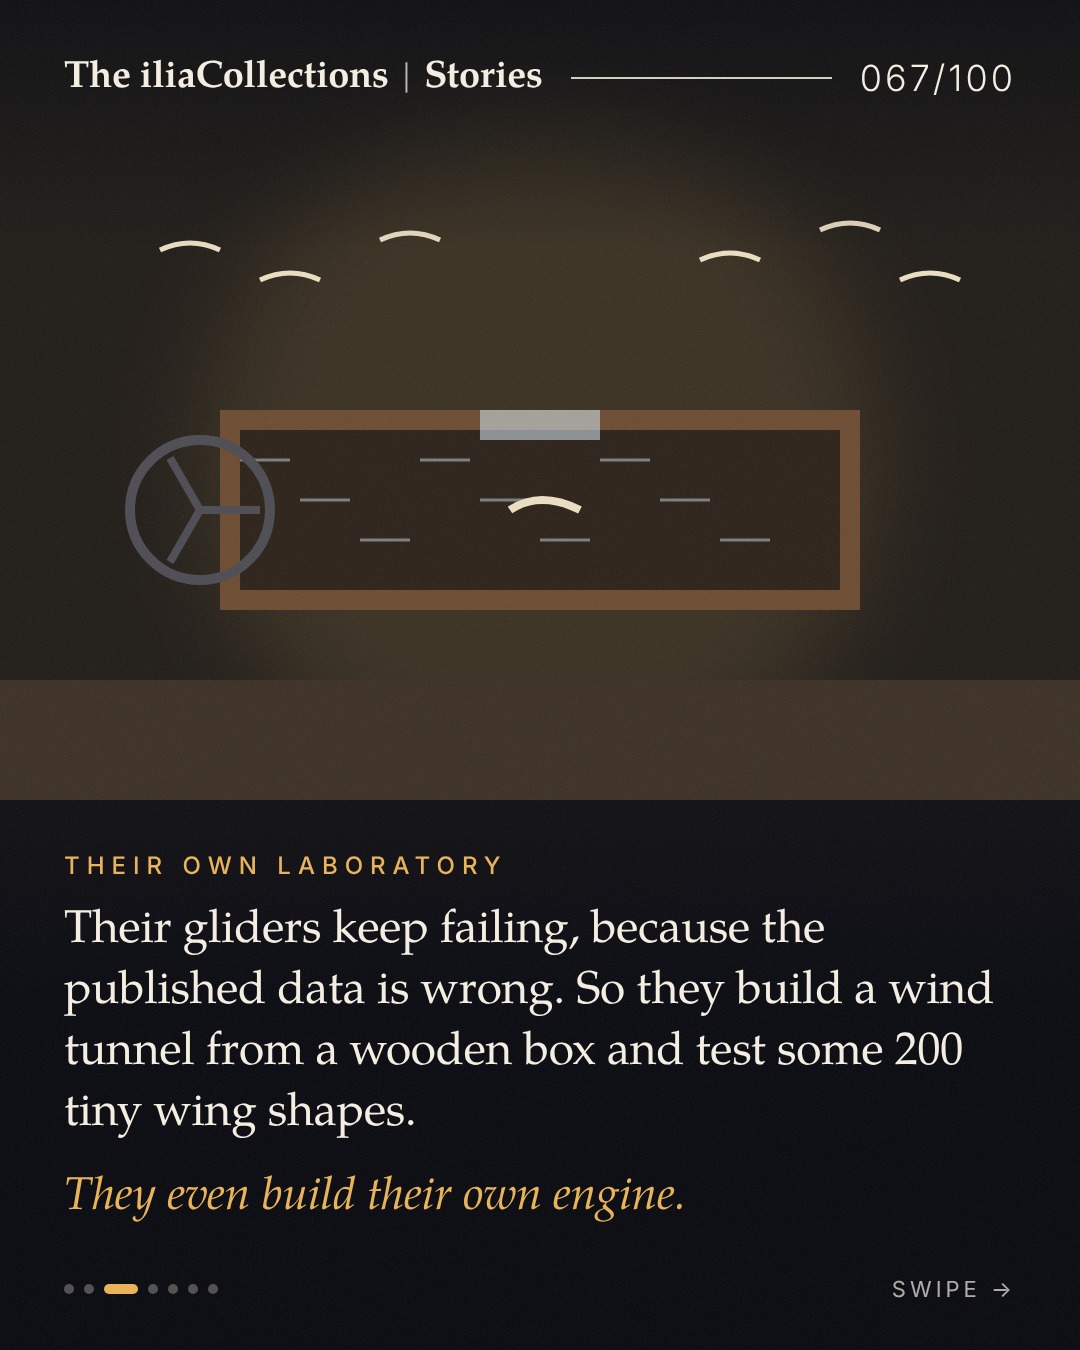 The iliaCollections | Stories 067/100
THEIR OWN LABORATORY
Their gliders keep failing, because the
published data is wrong. So they build a wind
tunnel from a wooden box and test some 200
tiny wing shapes.
They even build their own engine.
SWIPE →